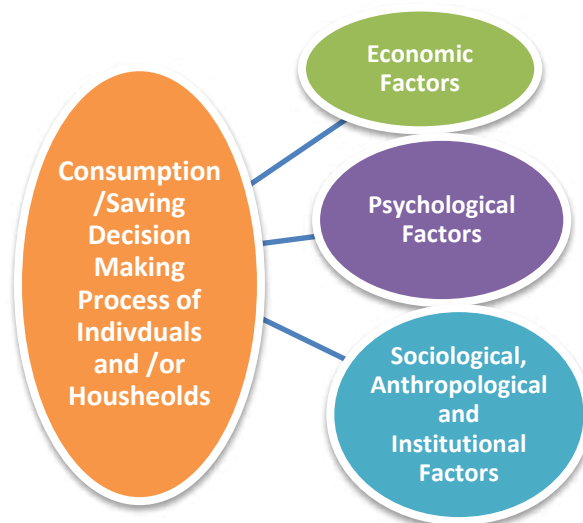 Economic
Factors
Consumption
/Saving
Decision
Making
Process of
Indivduals
and /or
Housheolds
Psychological
Factors
Sociological,
Anthropological
and
Institutional
Factors